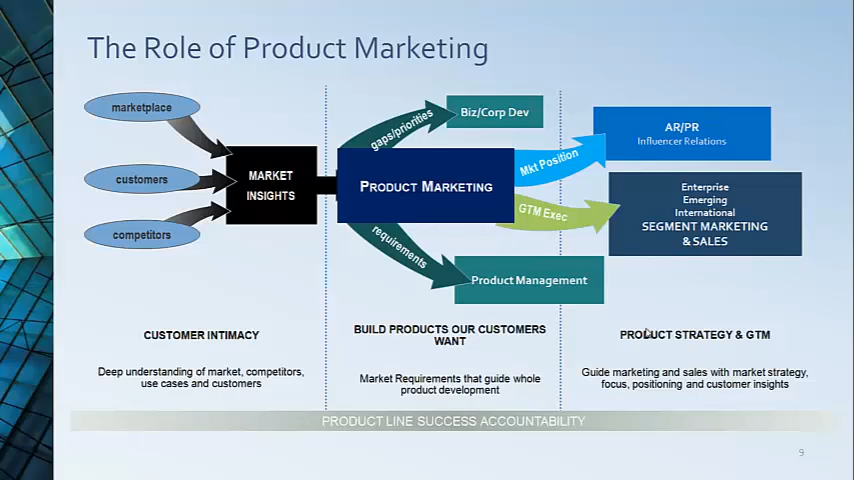 The Role of Product Marketing
marketplace
customers
competitors
MARKET
INSIGHTS
gaps/priorities
Biz/Corp Dev
PRODUCT MARKETING
requirements
Product Management
Mkt Position
GTM Exec
AR/PR
Influencer Relations
Enterprise
Emerging
International
SEGMENT MARKETING
& SALES
CUSTOMER INTIMACY
Deep understanding of market, competitors,
use cases and customers
BUILD PRODUCTS OUR CUSTOMERS
WANT
Market Requirements that guide whole
product development
PRODUCT STRATEGY & GTM
Guide marketing and sales with market strategy,
focus, positioning and customer insights
PRODUCT LINE SUCCESS ACCOUNTABILITY
9